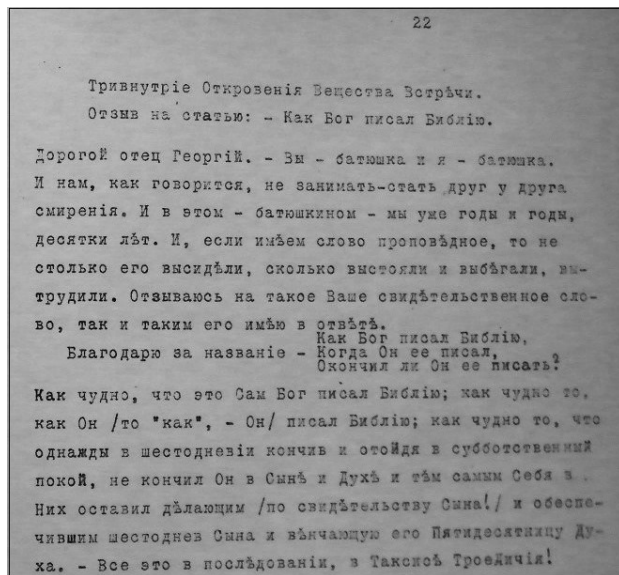 22
Тривнутріе Откровенія Вещества Встрѣчи.
Отзыв на статью: - Как Бог писал Библію.
Дорогой отец Георгій. - Вы - батюшка и я - батюшка.
И нам, как говорится, не занимать-стать друг у друга
смиренія. И в этом - батюшкином - мы уже годы и годы,
десятки лѣт. И, если имѣем слово проповѣдное, то не
столько его высидѣли, сколько выстояли и выбѣгали, вы-
трудили. Отзываюсь на такое Ваше свидѣтельственное сло-
во, так и таким его имѣю в отвѣтѣ.
Как Бог писал Библію,
Благодарю за названіе - Когда Он ее писал,
Окончил ли Он ее писать?
Как чудно, что это Сам Бог писал Библію; как чудно то,
как Он /то "как", - Он/ писал Библію; как чудно то, что
однажды в шестодневіи кончив и отойдя в субботственный
покой, не кончил Он в Сынѣ и Духѣ и тѣм самым Себя в
Них оставил дѣлающим /по свидѣтельству Сына!/ и обеспе-
чившим шестоднев Сына и вѣнчающую его Пятидесятницу Ду-
ха. - Все это в послѣдованіи, в Таксисѣ Троедичія!